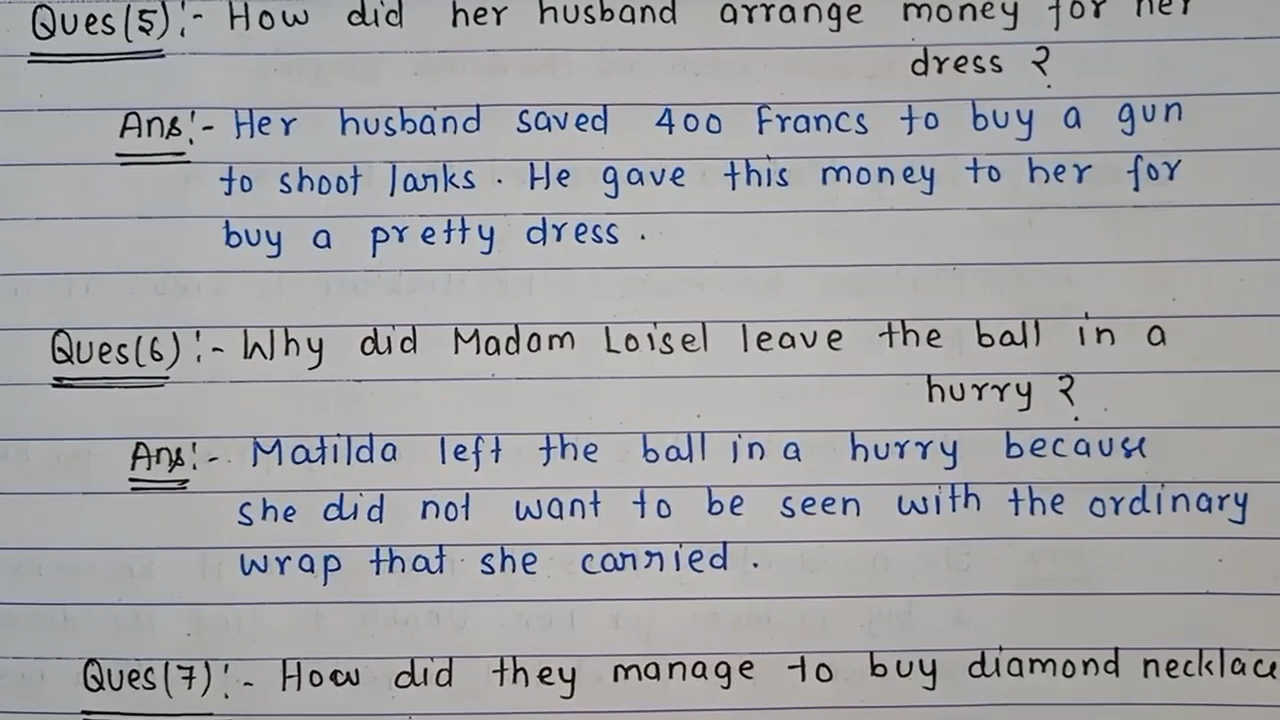 Ques(5):- How did her husband arrange money for her
dress ?
Ans:- Her husband saved 400 Francs to buy a gun
to shoot larks. He gave this money to her for
buy a pretty dress.
Ques(6):- Why did Madam Loisel leave the ball in a
hurry ?
Ans:- Matilda left the ball in a hurry because
she did not want to be seen with the ordinary
wrap that she carried.
Ques(7):- How did they manage to buy diamond necklace